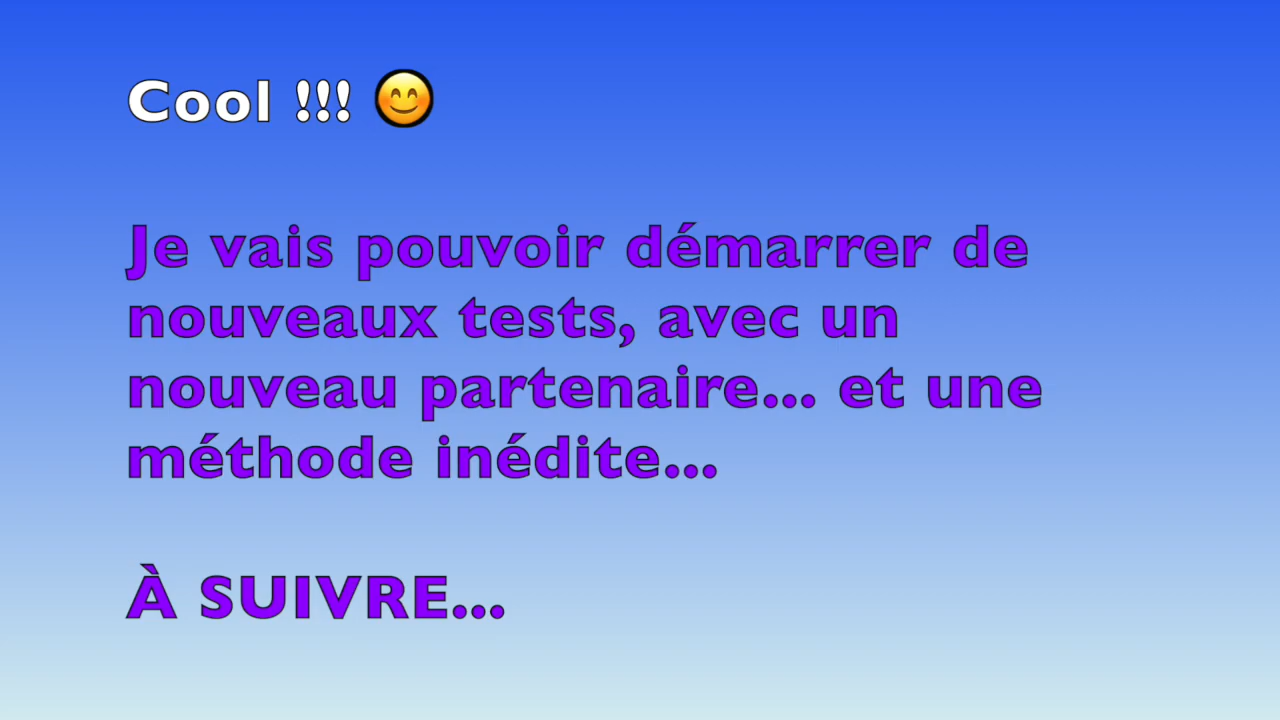 Cool !!! 😊
Je vais pouvoir démarrer de
nouveaux tests, avec un
nouveau partenaire... et une
méthode inédite...
À SUIVRE...